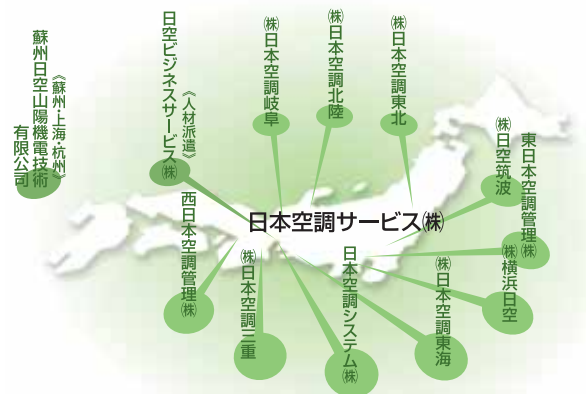 ㈱日本空調東北
㈱日本空調北陸
㈱日本空調岐阜
《人材派遣》
日空ビジネスサービス㈱
《蘇州・上海・杭州》
蘇州日空山陽機電技術
有限公司
日本空調サービス㈱
東日本空調管理㈱
㈱日空筑波
㈱横浜日空
㈱日本空調東海
日本空調システム㈱
㈱日本空調三重
西日本空調管理㈱